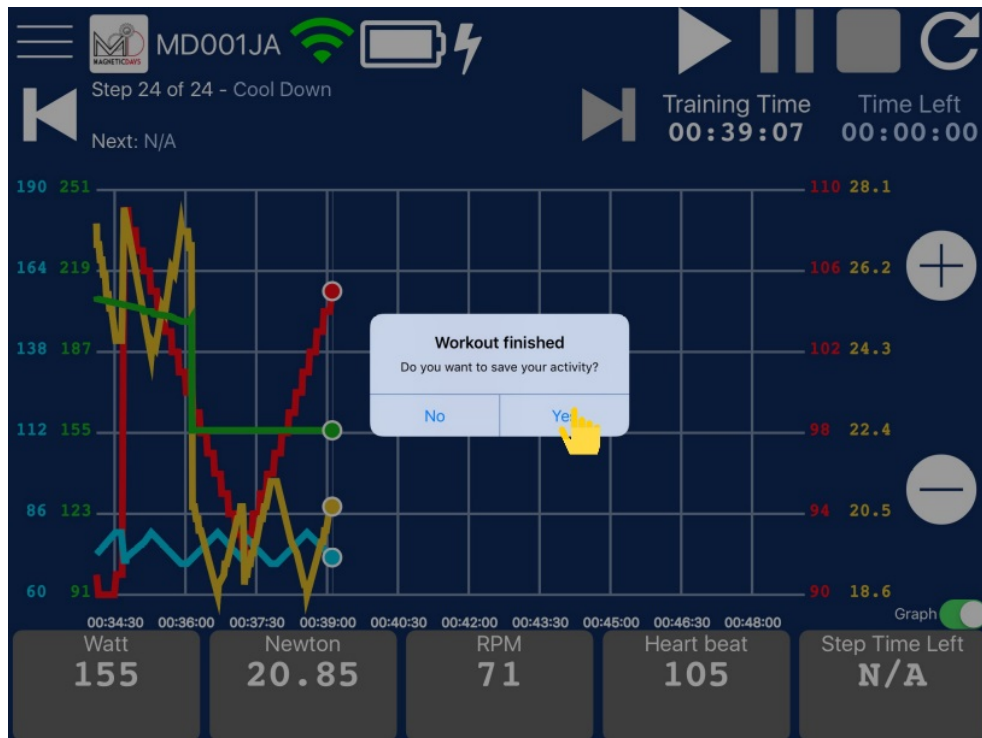 MAGNETICDAYS
MD001JA
Step 24 of 24 - Cool Down
Next: N/A
Training Time
00:39:07
Time Left
00:00:00
190 251
110 28.1
164 219
106 26.2
138 187
102 24.3
112 155
98 22.4
86 123
94 20.5
60 91
90 18.6
Workout finished
Do you want to save your activity?
No
Yes
Graph
00:34:30 00:36:00 00:37:30 00:39:00 00:40:30 00:42:00 00:43:30 00:45:00 00:46:30 00:48:00
Watt
155
Newton
20.85
RPM
71
Heart beat
105
Step Time Left
N/A